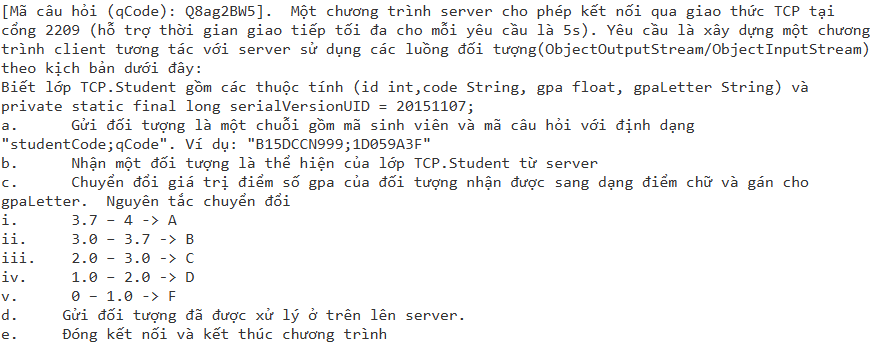 [Mã câu hỏi (qCode): Q8ag2BW5].  Một chương trình server cho phép kết nối qua giao thức TCP tại
cổng 2209 (hỗ trợ thời gian giao tiếp tối đa cho mỗi yêu cầu là 5s). Yêu cầu là xây dựng một chương
trình client tương tác với server sử dụng các luồng đối tượng(ObjectOutputStream/ObjectInputStream)
theo kịch bản dưới đây:
Biết lớp TCP.Student gồm các thuộc tính (id int,code String, gpa float, gpaLetter String) và
private static final long serialVersionUID = 20151107;
a. Gửi đối tượng là một chuỗi gồm mã sinh viên và mã câu hỏi với định dạng
"studentCode;qCode". Ví dụ: "B15DCCN999;1D059A3F"
b. Nhận một đối tượng là thể hiện của lớp TCP.Student từ server
c. Chuyển đổi giá trị điểm số gpa của đối tượng nhận được sang dạng điểm chữ và gán cho
gpaLetter.  Nguyên tắc chuyển đổi
i. 3.7 – 4 -> A
ii. 3.0 – 3.7 -> B
iii. 2.0 – 3.0 -> C
iv. 1.0 – 2.0 -> D
v. 0 – 1.0 -> F
d. Gửi đối tượng đã được xử lý ở trên lên server.
e. Đóng kết nối và kết thúc chương trình